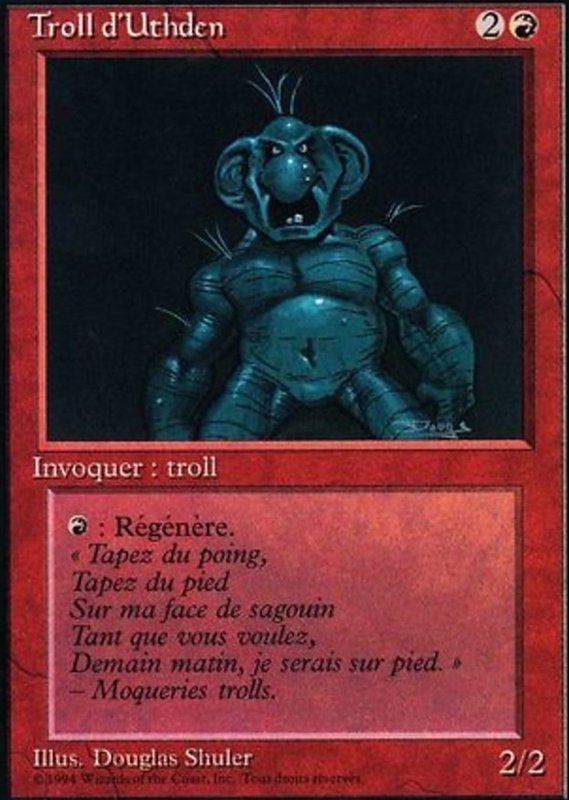 Troll d'Uthden 2
Dougs
Invoquer : troll
: Régénère.
« Tapez du poing,
Tapez du pied
Sur ma face de sagouin
Tant que vous voulez,
Demain matin, je serais sur pied. »
– Moqueries trolls.
Illus. Douglas Shuler
2/2
©1994 Wizards of the Coast, Inc. Tous droits réservés.